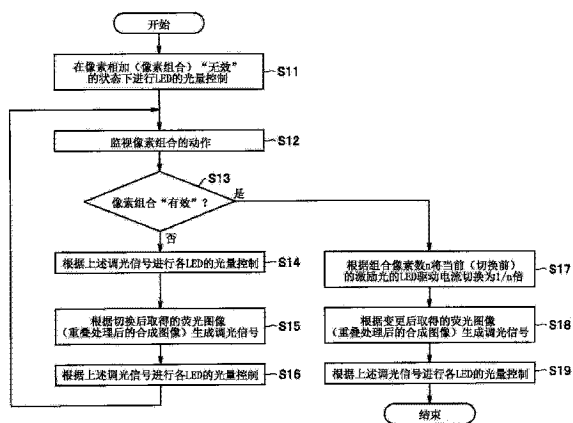 开始
在像素相加（像素组合）“无效”
的状态下进行LED的光量控制
S11
监视像素组合的动作
S12
S13
像素组合“有效”？
是
否
根据上述调光信号进行各LED的光量控制
S14
根据切换后取得的荧光图像
（重叠处理后的合成图像）生成调光信号
S15
根据上述调光信号进行各LED的光量控制
S16
根据组合像素数n将当前（切换前）
的激励光的LED驱动电流切换为1/n倍
S17
根据变更后取得的荧光图像
（重叠处理后的合成图像）生成调光信号
S18
根据上述调光信号进行各LED的光量控制
S19
结束